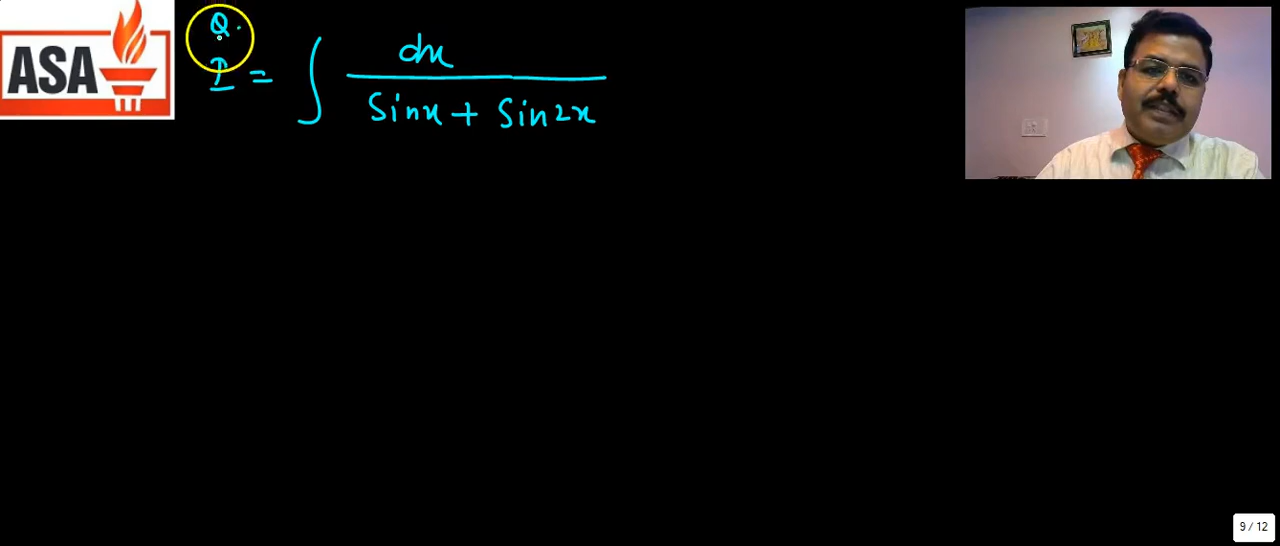 ASA
Q.
I = ∫ dx / (Sinx + Sin2x)
9 / 12